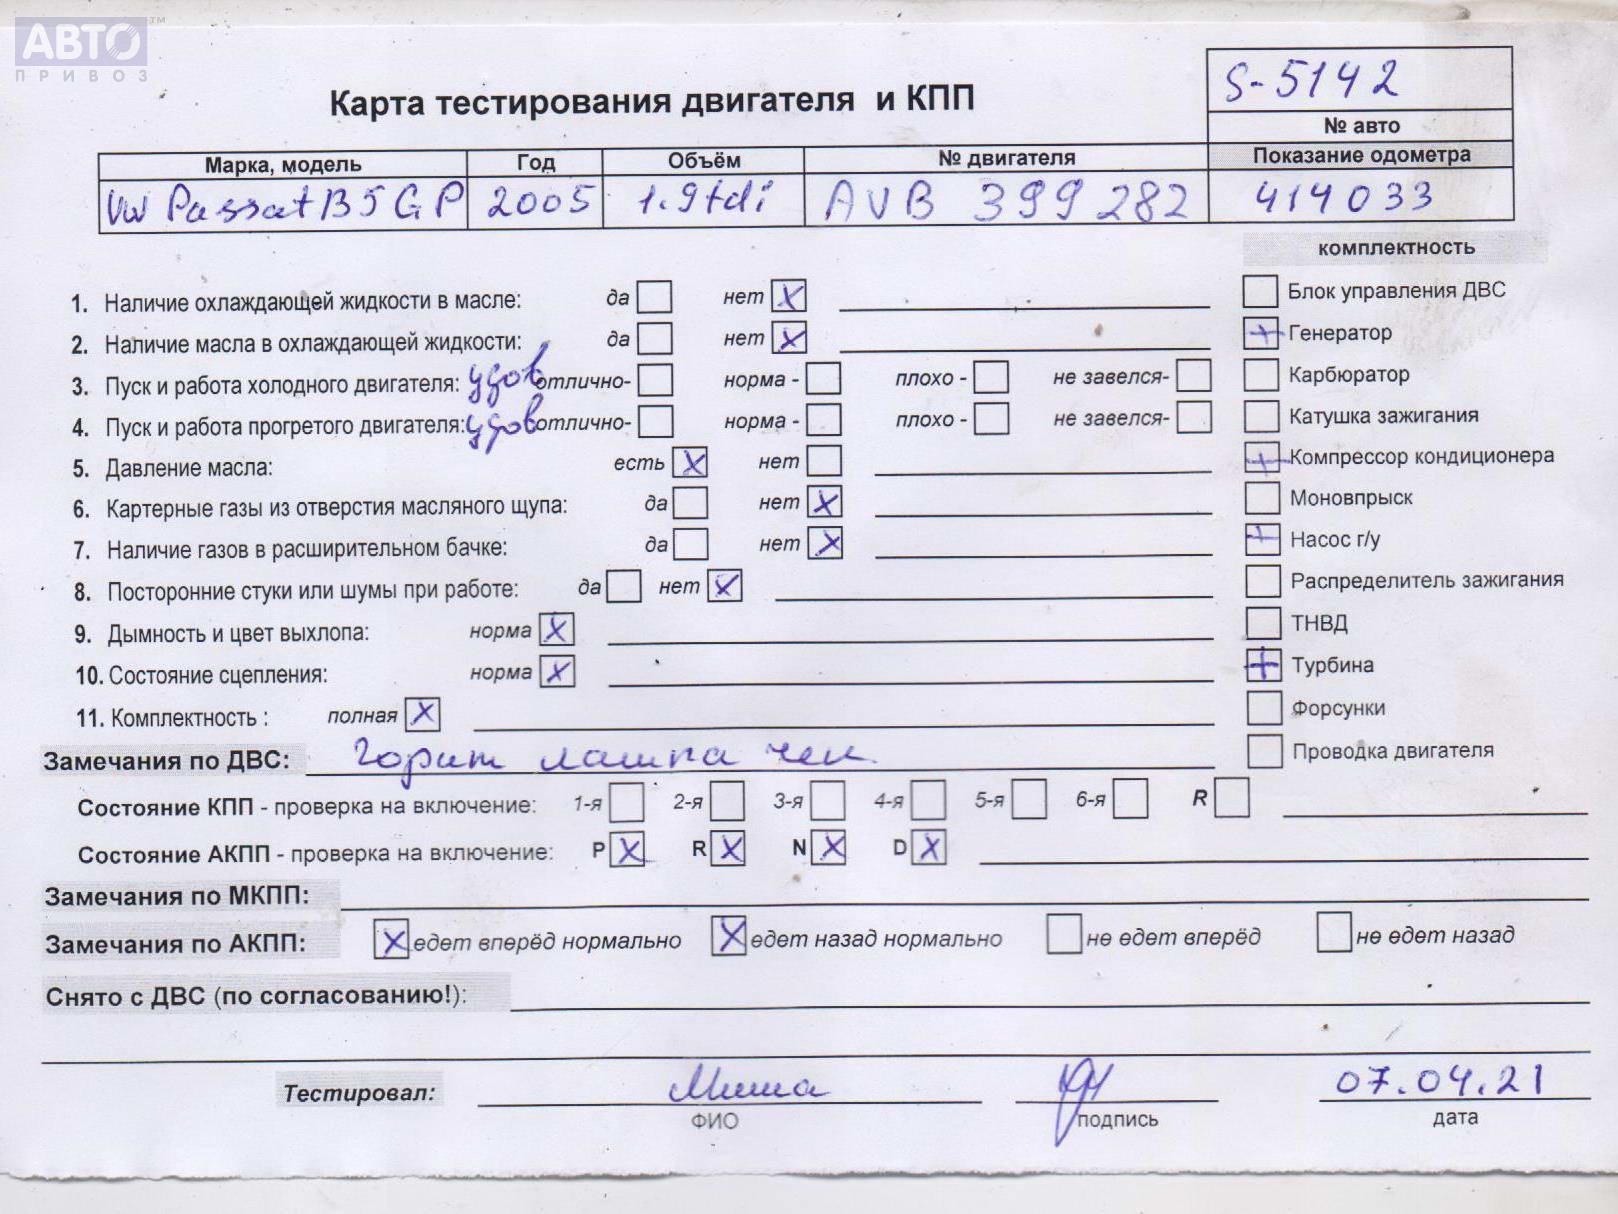 АВТО™
ПРИВОЗ
S-5142
Карта тестирования двигателя и КПП
№ авто
Марка, модель Год Объём № двигателя Показание одометра
VW Passat B5 GP 2005 1.9tdi AVB 399 282 414033
комплектность
1. Наличие охлаждающей жидкости в масле: да нет X
Блок управления ДВС
2. Наличие масла в охлаждающей жидкости: да нет X
+ Генератор
3. Пуск и работа холодного двигателя: удов отлично- норма - плохо - не завелся-
Карбюратор
4. Пуск и работа прогретого двигателя: удов отлично- норма - плохо - не завелся-
Катушка зажигания
5. Давление масла: есть X нет
+ Компрессор кондиционера
6. Картерные газы из отверстия масляного щупа: да нет X
Моновпрыск
7. Наличие газов в расширительном бачке: да нет X
+ Насос г/у
8. Посторонние стуки или шумы при работе: да нет X
Распределитель зажигания
9. Дымность и цвет выхлопа: норма X
ТНВД
10. Состояние сцепления: норма X
+ Турбина
11. Комплектность : полная X
Форсунки
Замечания по ДВС: Горит лампа чек
Проводка двигателя
Состояние КПП - проверка на включение: 1-я 2-я 3-я 4-я 5-я 6-я R
Состояние АКПП - проверка на включение: P X R X N X D X
Замечания по МКПП:
Замечания по АКПП: X едет вперёд нормально X едет назад нормально не едет вперёд не едет назад
Снято с ДВС (по согласованию!):
Тестировал: Миша 07.04.21
ФИО подпись дата